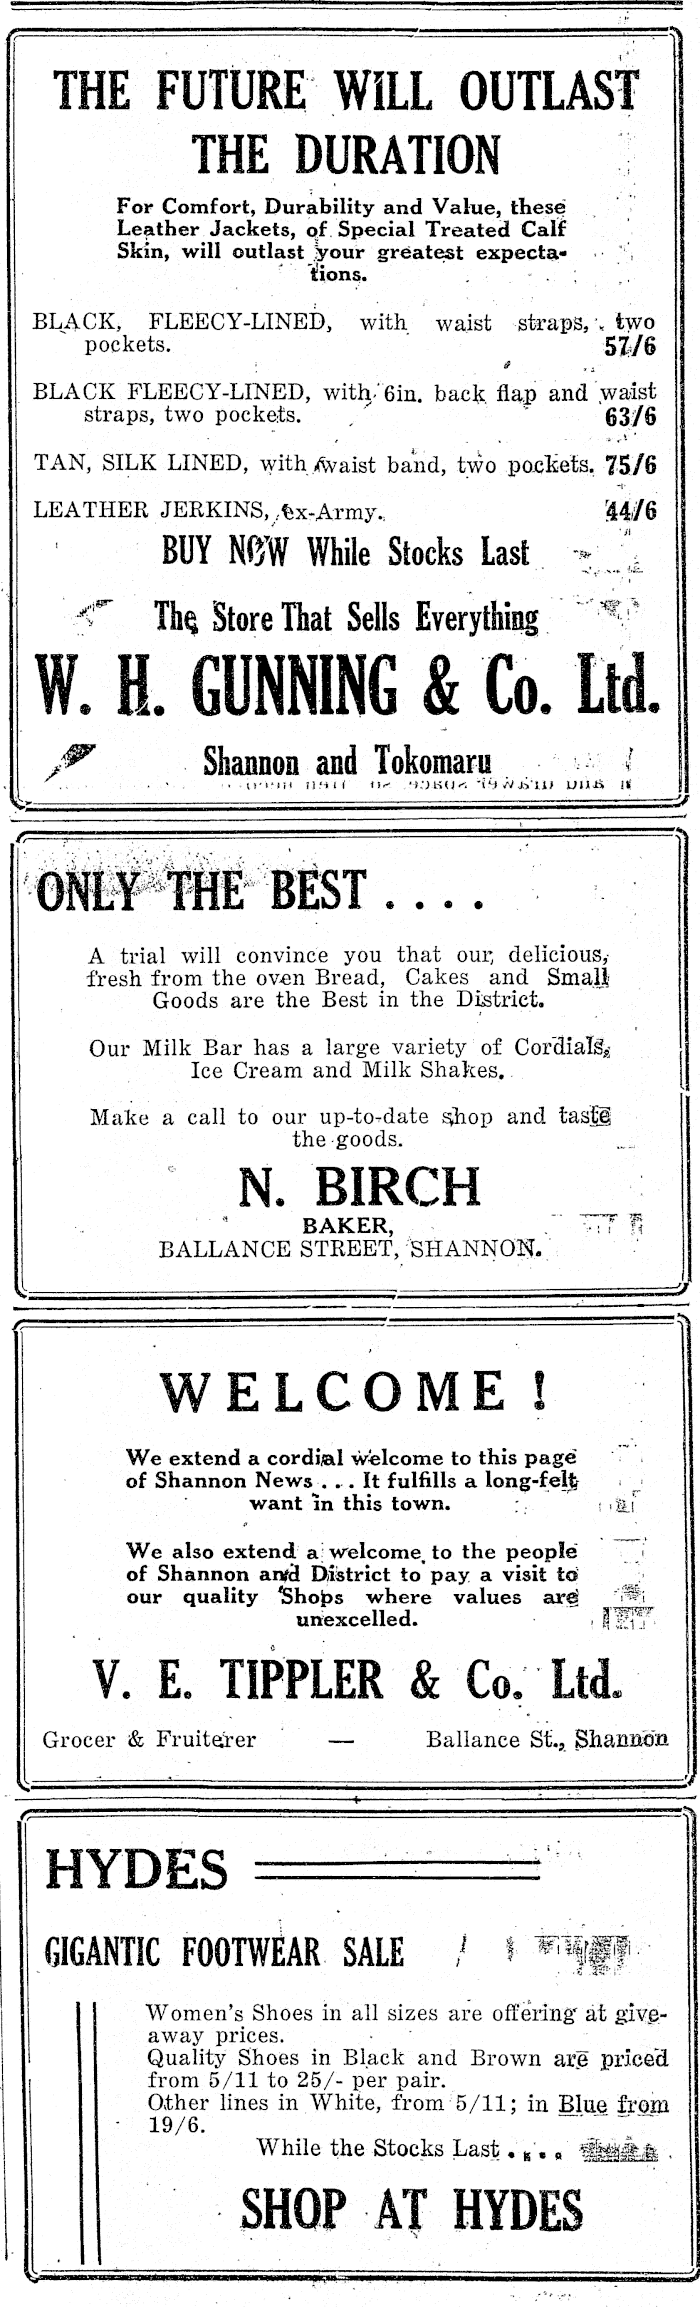 THE FUTURE WILL OUTLAST
THE DURATION
For Comfort, Durability and Value, these
Leather Jackets, of Special Treated Calf
Skin, will outlast your greatest expecta-
tions.
BLACK, FLEECY-LINED, with waist straps, two
pockets. 57/6
BLACK FLEECY-LINED, with 6in. back flap and waist
straps, two pockets. 63/6
TAN, SILK LINED, with waist band, two pockets. 75/6
LEATHER JERKINS, ex-Army. 44/6
BUY NOW While Stocks Last
The Store That Sells Everything
W. H. GUNNING & Co. Ltd.
Shannon and Tokomaru
ONLY THE BEST . . . .
A trial will convince you that our delicious,
fresh from the oven Bread, Cakes and Small
Goods are the Best in the District.
Our Milk Bar has a large variety of Cordials,
Ice Cream and Milk Shakes.
Make a call to our up-to-date shop and taste
the goods.
N. BIRCH
BAKER,
BALLANCE STREET, SHANNON.
WELCOME !
We extend a cordial welcome to this page
of Shannon News . . . It fulfills a long-felt
want in this town.
We also extend a welcome to the people
of Shannon and District to pay a visit to
our quality Shops where values are
unexcelled.
V. E. TIPPLER & Co. Ltd.
Grocer & Fruiterer — Ballance St., Shannon
HYDES
GIGANTIC FOOTWEAR SALE
Women's Shoes in all sizes are offering at give-
away prices.
Quality Shoes in Black and Brown are priced
from 5/11 to 25/- per pair.
Other lines in White, from 5/11; in Blue from
19/6.
While the Stocks Last . . . .
SHOP AT HYDES